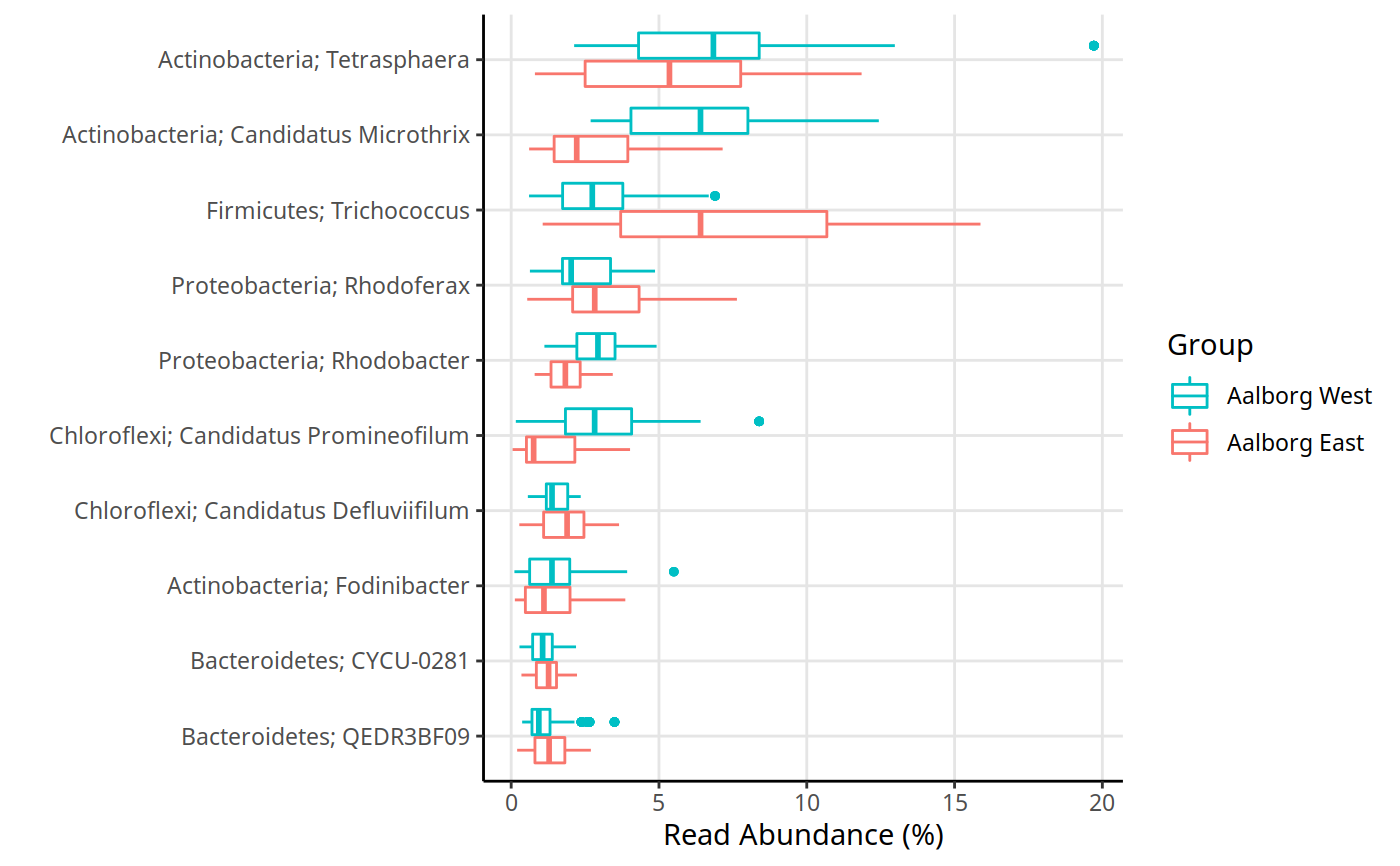 Actinobacteria; Tetrasphaera
Actinobacteria; Candidatus Microthrix
Firmicutes; Trichococcus
Proteobacteria; Rhodoferax
Proteobacteria; Rhodobacter
Chloroflexi; Candidatus Promineofilum
Chloroflexi; Candidatus Defluviifilum
Actinobacteria; Fodinibacter
Bacteroidetes; CYCU-0281
Bacteroidetes; QEDR3BF09
0 5 10 15 20
Read Abundance (%)
Group
Aalborg West
Aalborg East